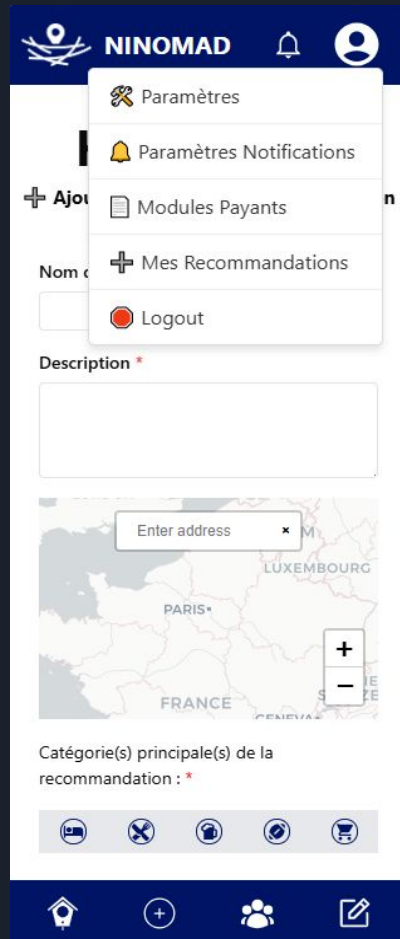 NINOMAD
Paramètres
Paramètres Notifications
Modules Payants
Mes Recommandations
Logout
Description *
Enter address ×
LUXEMBOURG
PARIS
+
−
FRANCE
Catégorie(s) principale(s) de la
recommandation : *